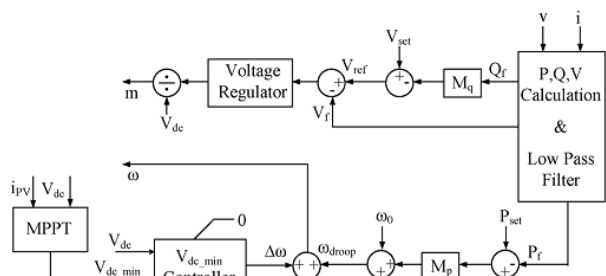 v i
V_set
V_ref
Q_f
Voltage
Regulator
M_q
P,Q,V
Calculation
&
Low Pass
Filter
m
V_dc
V_f
ω
i_PV V_dc
MPPT
0
ω_0
P_set
V_dc
V_dc_min
V_dc_min
Controller
Δω
ω_droop
M_p
P_f